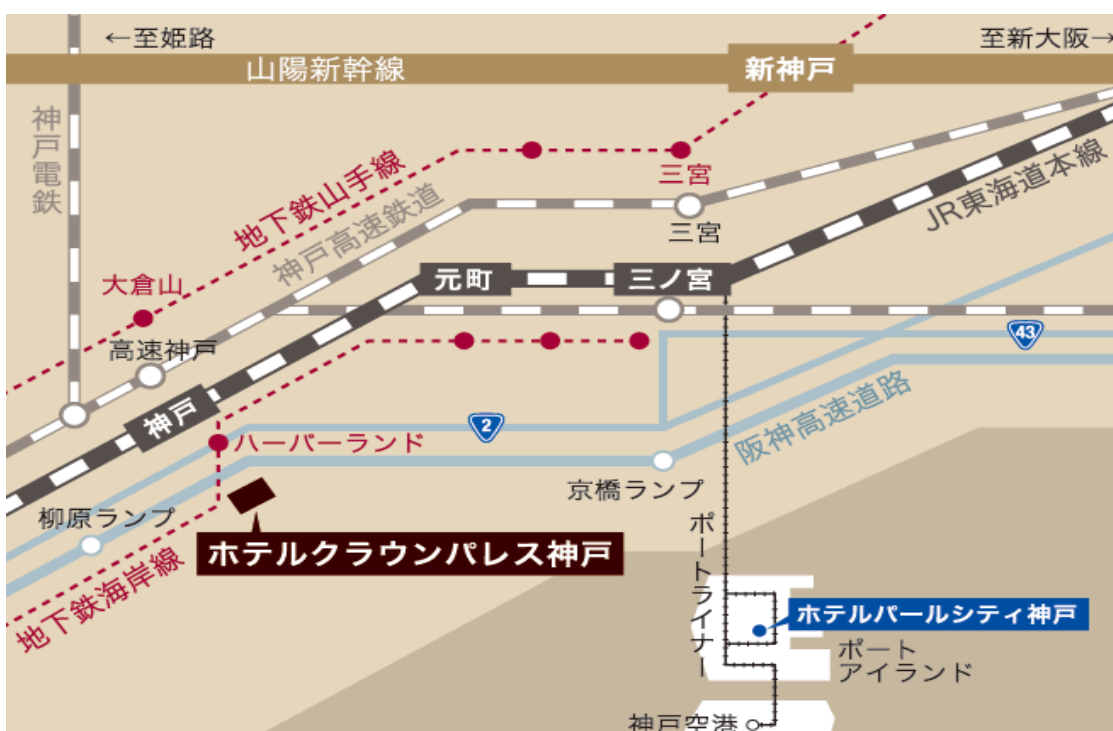 ←至姫路
至新大阪→
山陽新幹線
新神戸
神戸電鉄
地下鉄山手線
三宮
神戸高速鉄道
三宮
JR東海道本線
大倉山
元町
三ノ宮
高速神戸
43
神戸
2
ハーバーランド
阪神高速道路
京橋ランプ
柳原ランプ
ホテルクラウンパレス神戸
地下鉄海岸線
ポートライナー
ホテルパールシティ神戸
ポート
アイランド
神戸空港